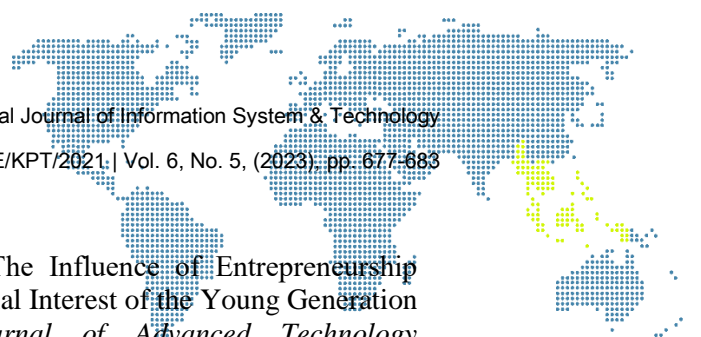 al Journal of Information System & Technology
E/KPT/2021 | Vol. 6, No. 5, (2023), pp. 677-683
The Influence of Entrepreneurship
al Interest of the Young Generation
urnal of Advanced Technology